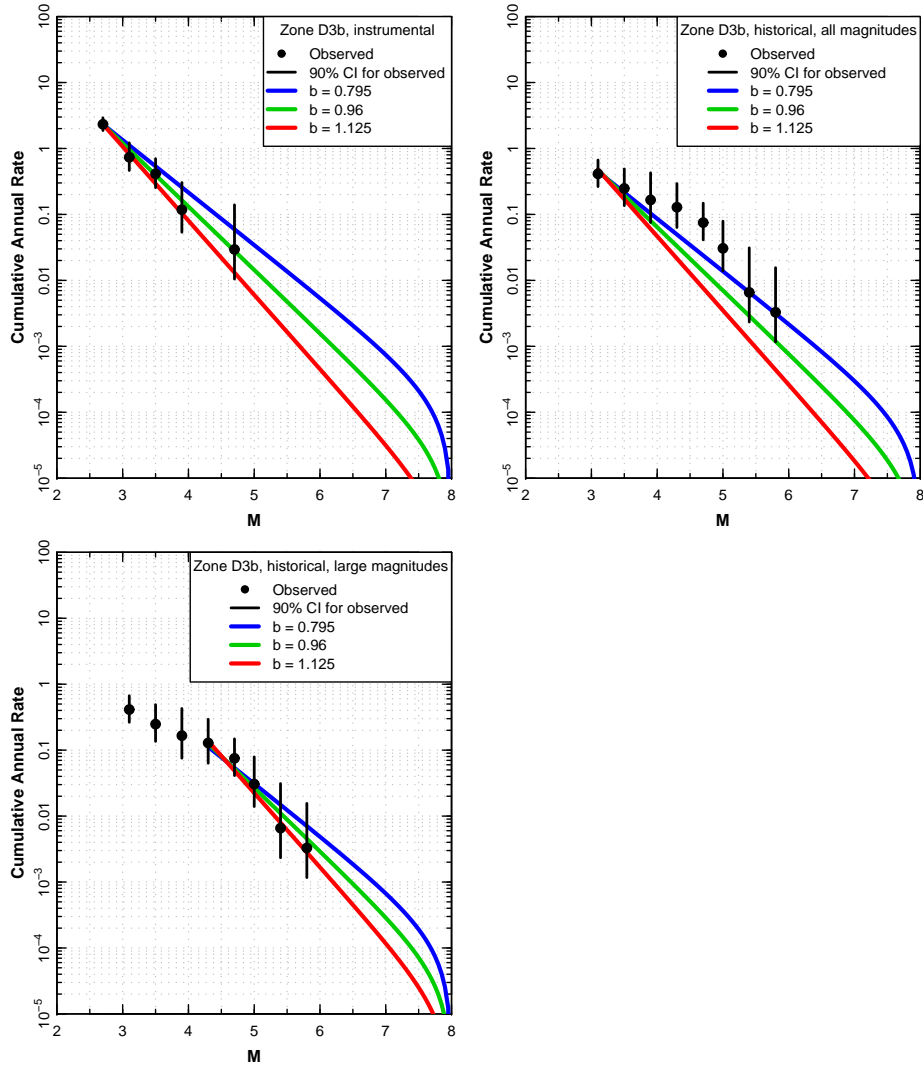 Zone D3b, instrumental
Observed
90% CI for observed
b = 0.795
b = 0.96
b = 1.125
Cumulative Annual Rate
100
10
1
0.1
0.01
10⁻³
10⁻⁴
10⁻⁵
2 3 4 5 6 7 8
M
Zone D3b, historical, all magnitudes
Observed
90% CI for observed
b = 0.795
b = 0.96
b = 1.125
Cumulative Annual Rate
100
10
1
0.1
0.01
10⁻³
10⁻⁴
10⁻⁵
2 3 4 5 6 7 8
M
Zone D3b, historical, large magnitudes
Observed
90% CI for observed
b = 0.795
b = 0.96
b = 1.125
Cumulative Annual Rate
100
10
1
0.1
0.01
10⁻³
10⁻⁴
10⁻⁵
2 3 4 5 6 7 8
M